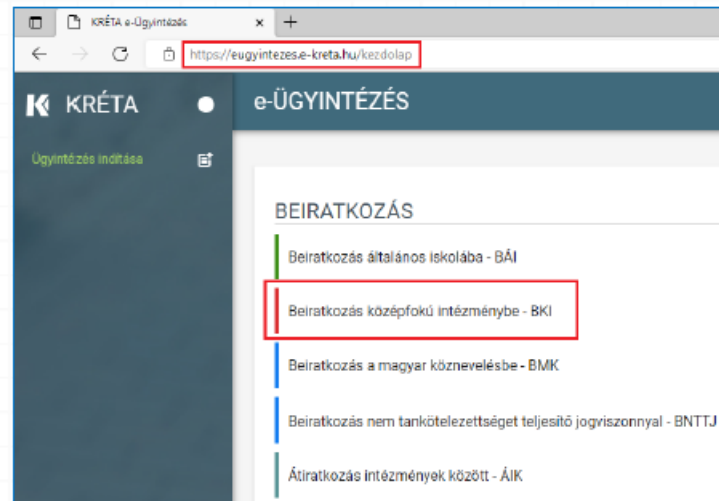 KRÉTA e-Ügyintézés
https://eugyintezes.e-kreta.hu/kezdolap
KRÉTA
e-ÜGYINTÉZÉS
Ügyintézés indítása
BEIRATKOZÁS
Beiratkozás általános iskolába - BÁI
Beiratkozás középfokú intézménybe - BKI
Beiratkozás a magyar köznevelésbe - BMK
Beiratkozás nem tankötelezettséget teljesítő jogviszonnyal - BNTTJ
Átiratkozás intézmények között - ÁIK